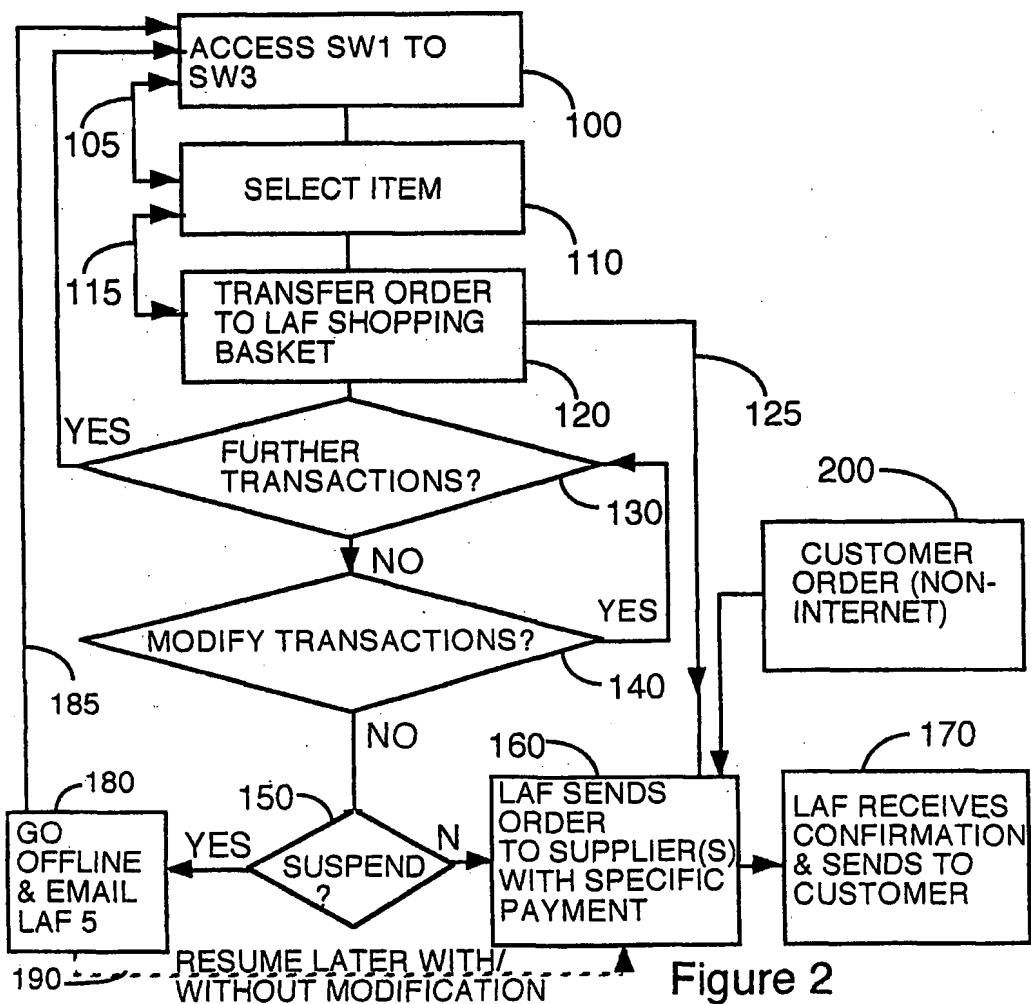 ACCESS SW1 TO
SW3
100
105
SELECT ITEM
110
115
TRANSFER ORDER
TO LAF SHOPPING
BASKET
120
125
YES
FURTHER
TRANSACTIONS?
130
NO
200
CUSTOMER
ORDER (NON-
INTERNET)
MODIFY TRANSACTIONS?
YES
140
185
NO
180
GO
OFFLINE
& EMAIL
LAF 5
YES
150
SUSPEND
?
N
160
LAF SENDS
ORDER
TO SUPPLIER(S)
WITH SPECIFIC
PAYMENT
170
LAF RECEIVES
CONFIRMATION
& SENDS TO
CUSTOMER
190
RESUME LATER WITH/
WITHOUT MODIFICATION
Figure 2